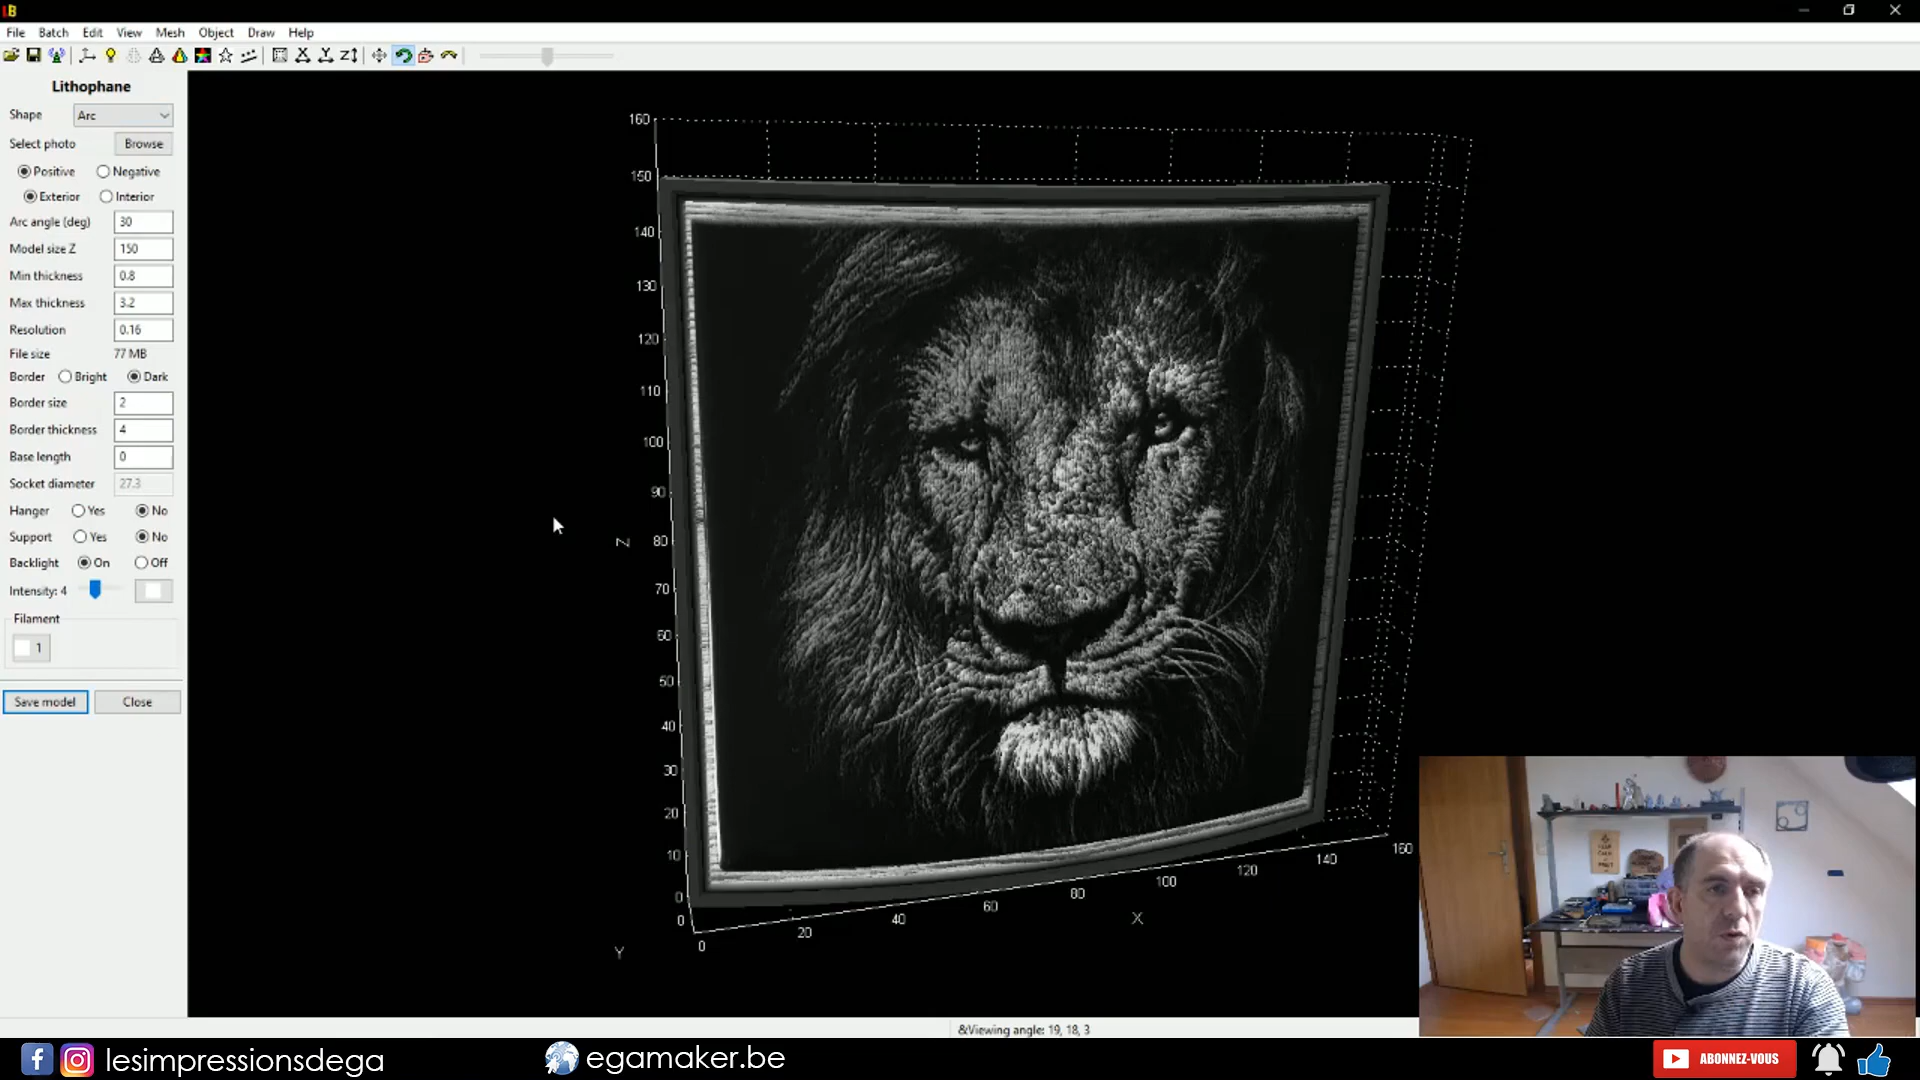 LB
File Batch Edit View Mesh Object Draw Help
Lithophane
Shape Arc
Select photo Browse
Positive Negative
Exterior Interior
Arc angle (deg) 30
Model size Z 150
Min thickness 0.8
Max thickness 3.2
Resolution 0.16
File size 77 MB
Border Bright Dark
Border size 2
Border thickness 4
Base length 0
Socket diameter 27.3
Hanger Yes No
Support Yes No
Backlight On Off
Intensity: 4
Filament
1
Save model Close
160
150
140
130
120
110
100
90
80
70
60
50
40
30
20
10
0
Z
0
Y
0 20 40 60 80 100 120 140 160
X
&Viewing angle: 19, 18, 3
lesimpressionsdega egamaker.be ABONNEZ-VOUS